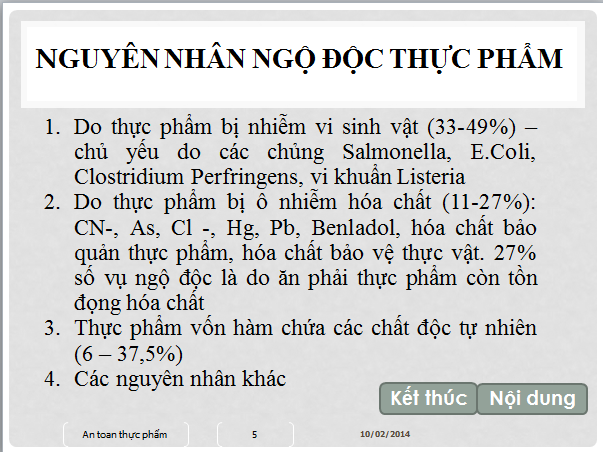 NGUYÊN NHÂN NGỘ ĐỘC THỰC PHẨM
1. Do thực phẩm bị nhiễm vi sinh vật (33-49%) –
chủ yếu do các chủng Salmonella, E.Coli,
Clostridium Perfringens, vi khuẩn Listeria
2. Do thực phẩm bị ô nhiễm hóa chất (11-27%):
CN-, As, Cl -, Hg, Pb, Benladol, hóa chất bảo
quản thực phẩm, hóa chất bảo vệ thực vật. 27%
số vụ ngộ độc là do ăn phải thực phẩm còn tồn
đọng hóa chất
3. Thực phẩm vốn hàm chứa các chất độc tự nhiên
(6 – 37,5%)
4. Các nguyên nhân khác
Kết thúc Nội dung
An toan thực phẩm 5 10/02/2014